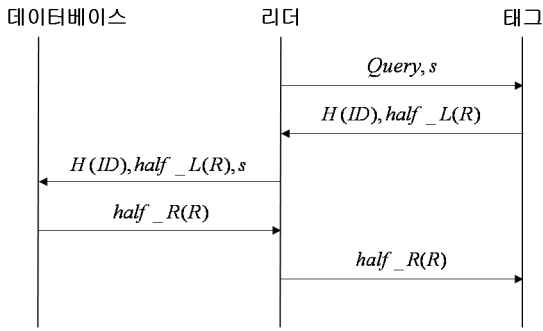 데이터베이스 리더 태그
Query, s
H(ID), half_L(R)
H(ID), half_L(R), s
half_R(R)
half_R(R)